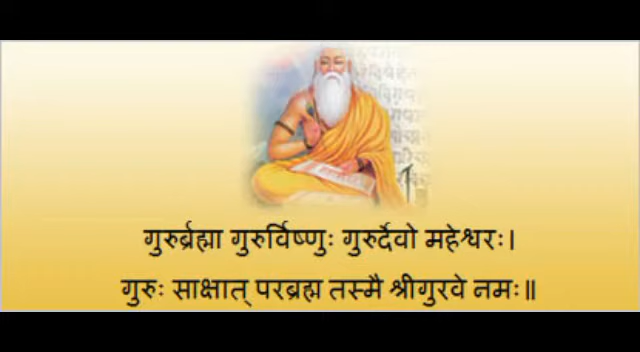 गुरुर्ब्रह्मा गुरुर्विष्णुः गुरुर्देवो महेश्वरः।
गुरुः साक्षात् परब्रह्म तस्मै श्रीगुरवे नमः॥